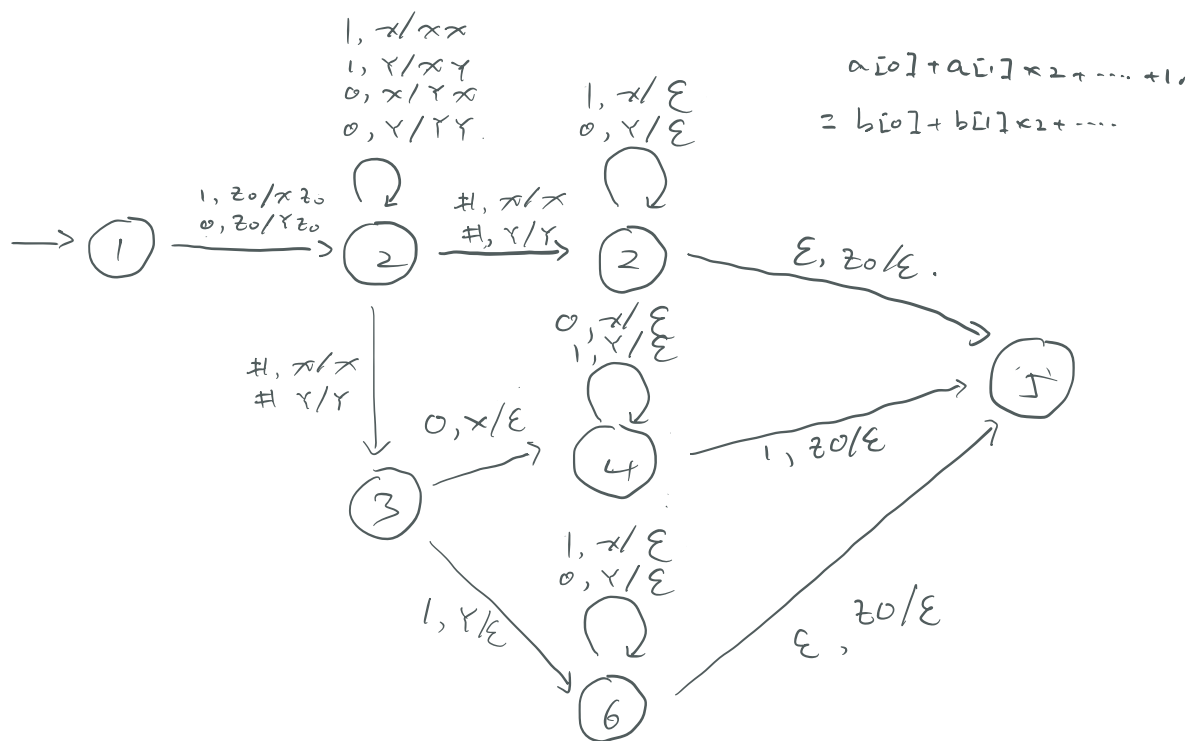 1, x/xx
1, Y/XY
0, x/Yx
0, Y/YY.
1, x/ε
0, Y/ε
a[0] + a[1] × 2 + ..... + 1.
= b[0] + b[1] × 2 + ....
1, z0/x z0
0, z0/Y z0
#, x/x
#, Y/Y
1
2
2
ε, z0/ε.
#, x/x
# Y/Y
0, x/ε
1, Y/ε
5
0, x/ε
4
1, z0/ε
3
1, x/ε
0, Y/ε
1, Y/ε
ε, z0/ε
6